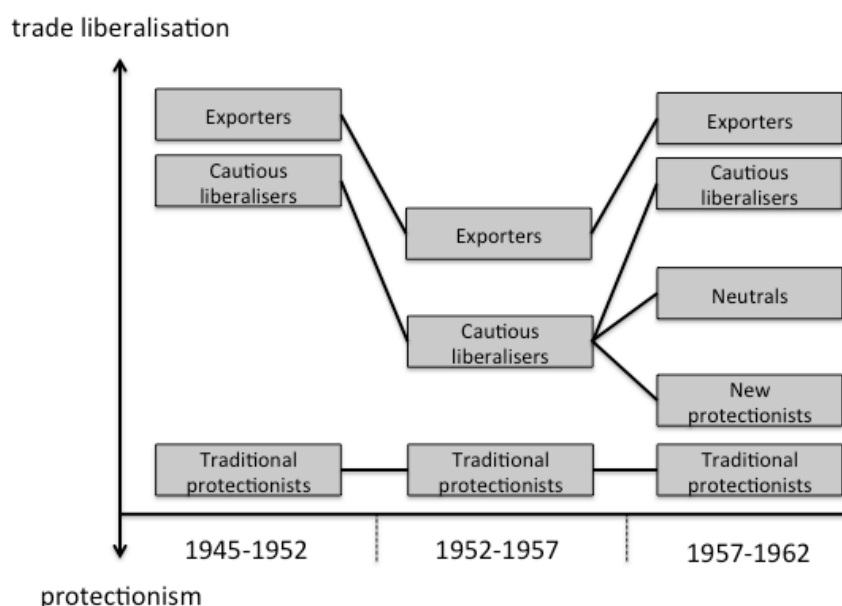 trade liberalisation
Exporters
Cautious
liberalisers
Traditional
protectionists
Exporters
Cautious
liberalisers
Traditional
protectionists
Exporters
Cautious
liberalisers
Neutrals
New
protectionists
Traditional
protectionists
1945-1952
1952-1957
1957-1962
protectionism